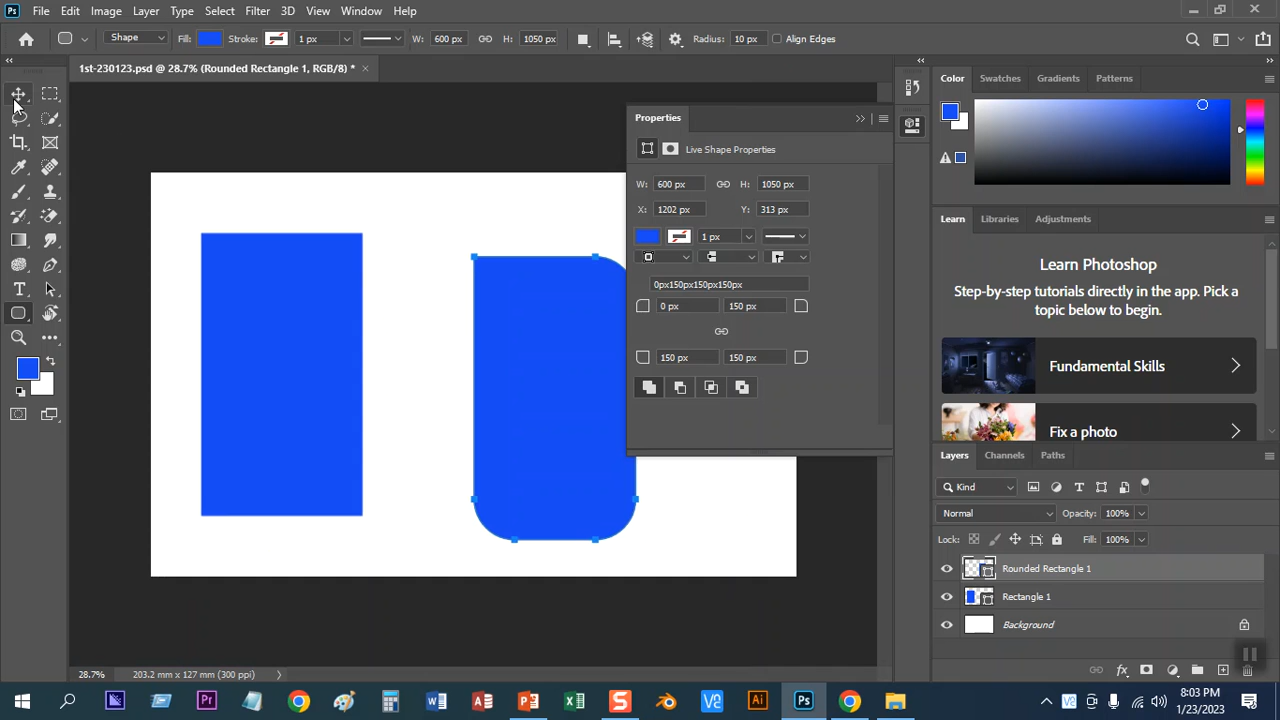 Ps File Edit Image Layer Type Select Filter 3D View Window Help
Shape Fill: Stroke: 1 px W: 600 px H: 1050 px Radius: 10 px Align Edges
1st-230123.psd @ 28.7% (Rounded Rectangle 1, RGB/8) * ×
Properties
Live Shape Properties
W: 600 px H: 1050 px
X: 1202 px Y: 313 px
1 px
0px150px150px150px
0 px 150 px
150 px 150 px
Color Swatches Gradients Patterns
Learn Libraries Adjustments
Learn Photoshop
Step-by-step tutorials directly in the app. Pick a
topic below to begin.
Fundamental Skills
Fix a photo
Layers Channels Paths
Kind
Normal Opacity: 100%
Lock: Fill: 100%
Rounded Rectangle 1
Rectangle 1
Background
28.7% 203.2 mm x 127 mm (300 ppi)
Pr W A P X S Ai Ps
8:03 PM
1/23/2023